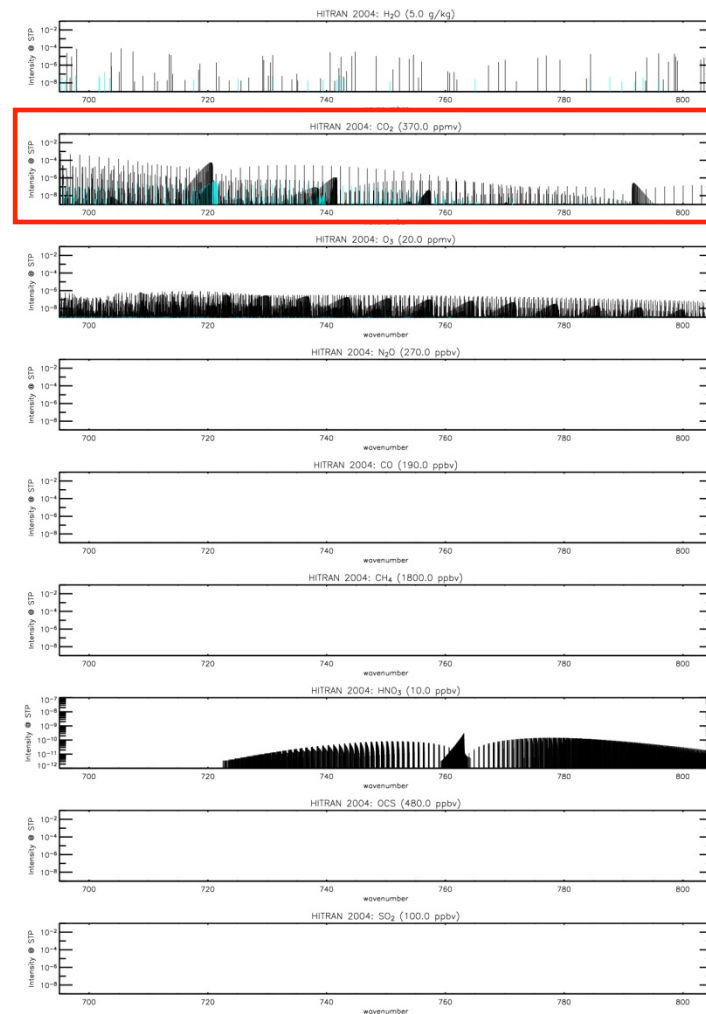 HITRAN 2004: H₂O (5.0 g/kg)
Intensity @ STP
10⁻²
10⁻⁴
10⁻⁶
10⁻⁸
700 720 740 760 780 800
HITRAN 2004: CO₂ (370.0 ppmv)
Intensity @ STP
10⁻²
10⁻⁴
10⁻⁶
10⁻⁸
700 720 740 760 780 800
HITRAN 2004: O₃ (20.0 ppmv)
Intensity @ STP
10⁻²
10⁻⁴
10⁻⁶
10⁻⁸
700 720 740 760 780 800
wavenumber
HITRAN 2004: N₂O (270.0 ppbv)
Intensity @ STP
10⁻²
10⁻⁴
10⁻⁶
10⁻⁸
700 720 740 760 780 800
wavenumber
HITRAN 2004: CO (190.0 ppbv)
Intensity @ STP
10⁻²
10⁻⁴
10⁻⁶
10⁻⁸
700 720 740 760 780 800
wavenumber
HITRAN 2004: CH₄ (1800.0 ppbv)
Intensity @ STP
10⁻²
10⁻⁴
10⁻⁶
10⁻⁸
700 720 740 760 780 800
wavenumber
HITRAN 2004: HNO₃ (10.0 ppbv)
Intensity @ STP
10⁻⁷
10⁻⁸
10⁻⁹
10⁻¹⁰
10⁻¹¹
10⁻¹²
700 720 740 760 780 800
wavenumber
HITRAN 2004: OCS (480.0 ppbv)
Intensity @ STP
10⁻²
10⁻⁴
10⁻⁶
10⁻⁸
700 720 740 760 780 800
wavenumber
HITRAN 2004: SO₂ (100.0 ppbv)
Intensity @ STP
10⁻²
10⁻⁴
10⁻⁶
10⁻⁸
700 720 740 760 780 800